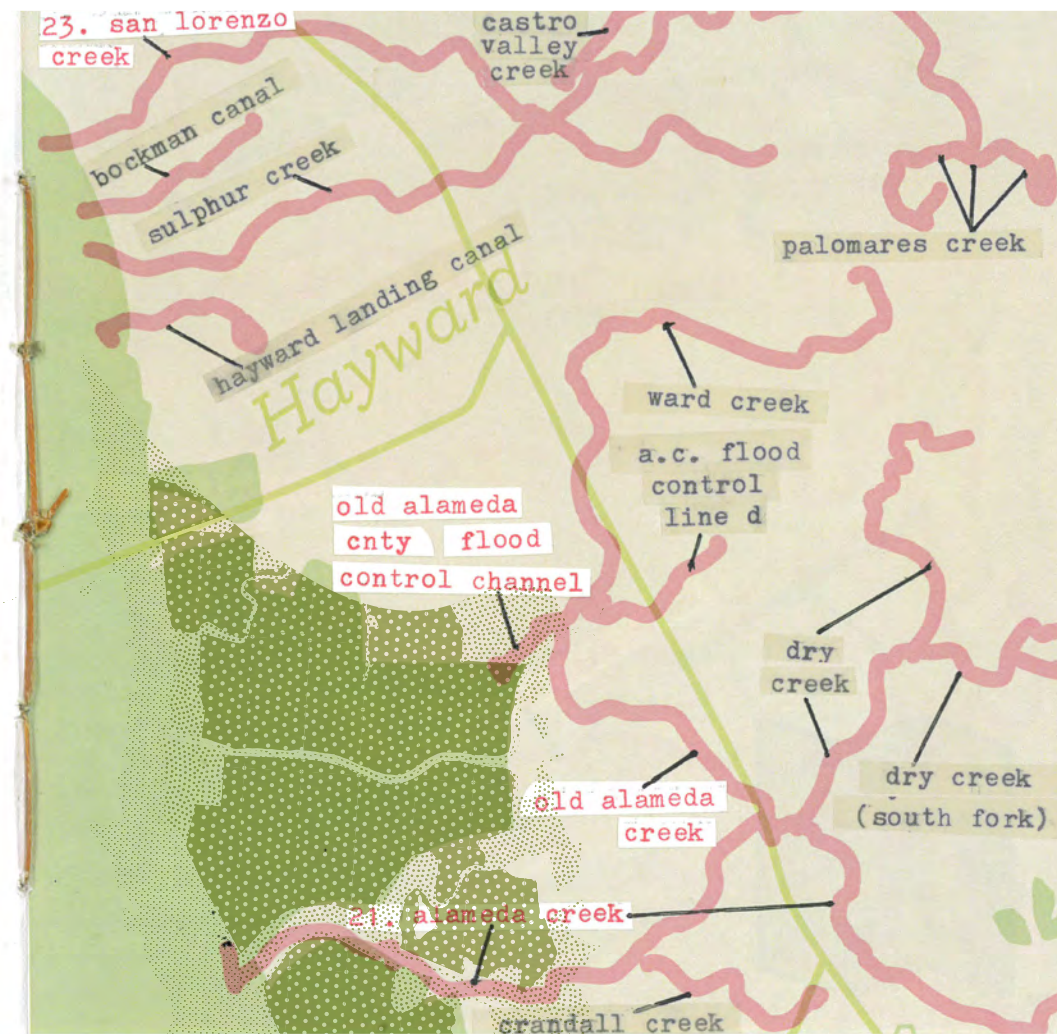 23. san lorenzo
creek
castro
valley
creek
bockman canal
sulphur creek
palomares creek
hayward landing canal
Hayward
ward creek
a.c. flood
control
line d
old alameda
cnty flood
control channel
dry
creek
dry creek
(south fork)
old alameda
creek
21. alameda creek
crandall creek